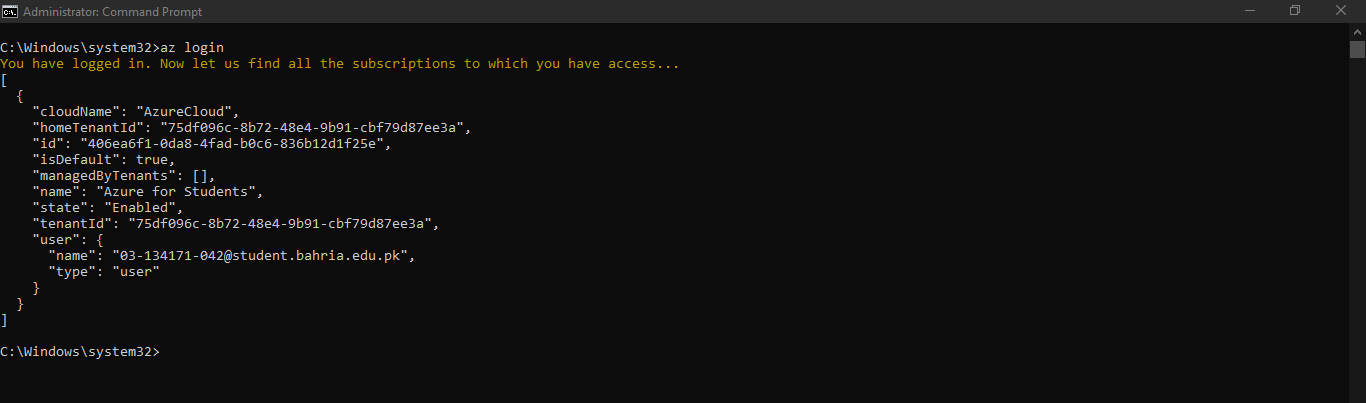 Administrator: Command Prompt
C:\Windows\system32>az login
You have logged in. Now let us find all the subscriptions to which you have access...
[
  {
    "cloudName": "AzureCloud",
    "homeTenantId": "75df096c-8b72-48e4-9b91-cbf79d87ee3a",
    "id": "406ea6f1-0da8-4fad-b0c6-836b12d1f25e",
    "isDefault": true,
    "managedByTenants": [],
    "name": "Azure for Students",
    "state": "Enabled",
    "tenantId": "75df096c-8b72-48e4-9b91-cbf79d87ee3a",
    "user": {
      "name": "03-134171-042@student.bahria.edu.pk",
      "type": "user"
    }
  }
]
C:\Windows\system32>